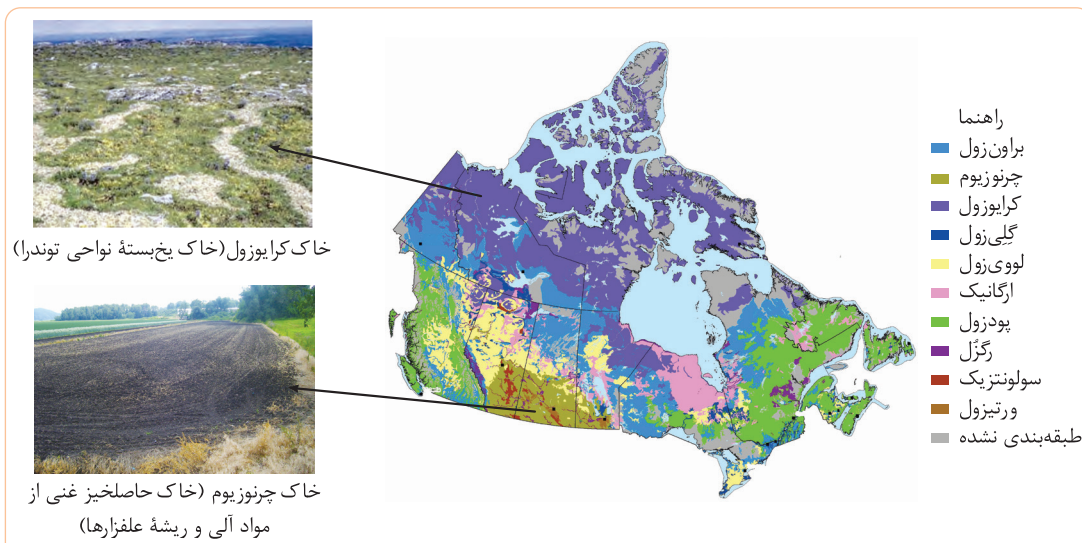 راهنما
براون‌زول
چرنوزیوم
کرایوزول
گلِی‌زول
لووی‌زول
ارگانیک
پودزول
رگزُل
سولونتزیک
ورتیزول
طبقه‌بندی نشده
خاک کرایوزول(خاک یخ‌بستهٔ نواحی توندرا)
خاک چرنوزیوم (خاک حاصلخیز غنی از
مواد آلی و ریشهٔ علفزارها)